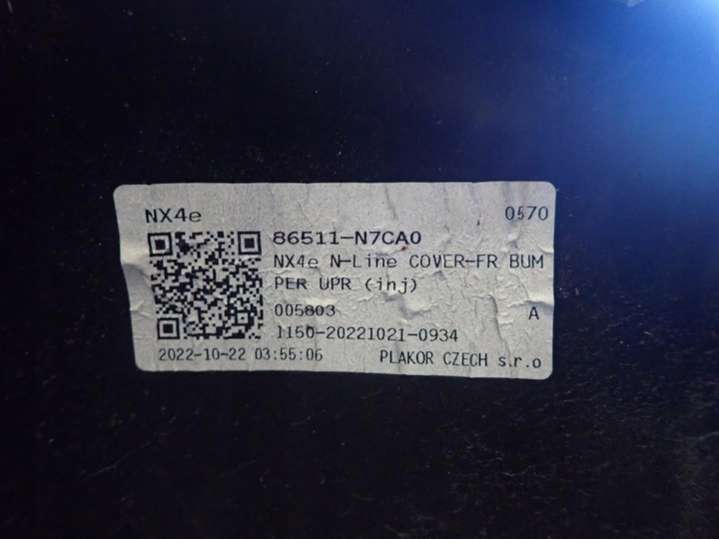 NX4e 0570
86511-N7CA0
NX4e N-Line COVER-FR BUM
PER UPR (inj)
005803 A
1150-20221021-0934
2022-10-22 03:55:06 PLAKOR CZECH s.r.o